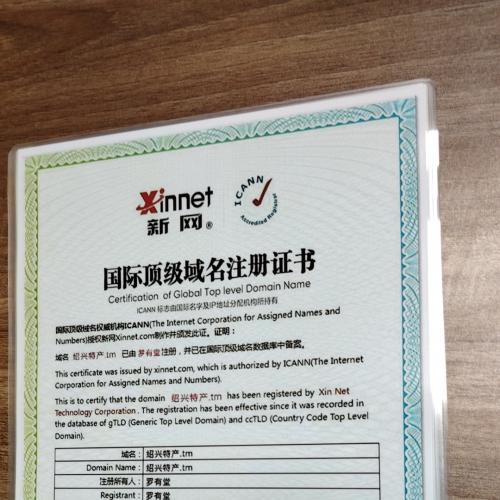 Xinnet
新网®
ICANN
Accredited Registrar
国际顶级域名注册证书
Certification of Global Top level Domain Name
ICANN 标志由国际名字及IP地址分配机构所持有
国际顶级域名权威机构ICANN(The Internet Corporation for Assigned Names and
Numbers)授权新网Xinnet.com制作并颁发此证。证明：
域名 绍兴特产.tm 已由 罗有堂注册，并已在国际顶级域名数据库中备案。
This certificate was issued by xinnet.com, which is authorized by ICANN(The Internet
Corporation for Assigned Names and Numbers).
This is to certify that the domain 绍兴特产.tm has been registered by Xin Net
Technology Corporation. The registration has been effective since it was recorded in
the database of gTLD (Generic Top Level Domain) and ccTLD (Country Code Top Level
Domain).
域名： 绍兴特产.tm
Domain Name： 绍兴特产.tm
注册所有人： 罗有堂
Registrant： 罗有堂